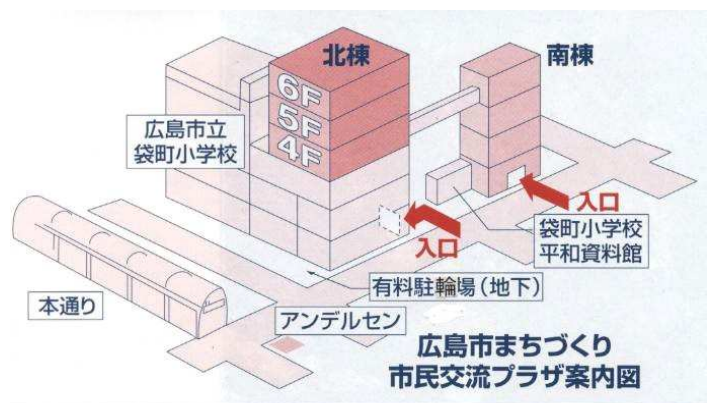 北棟
南棟
6F
5F
4F
広島市立
袋町小学校
入口
入口
袋町小学校
平和資料館
有料駐輪場(地下)
本通り
アンデルセン
広島市まちづくり
市民交流プラザ案内図